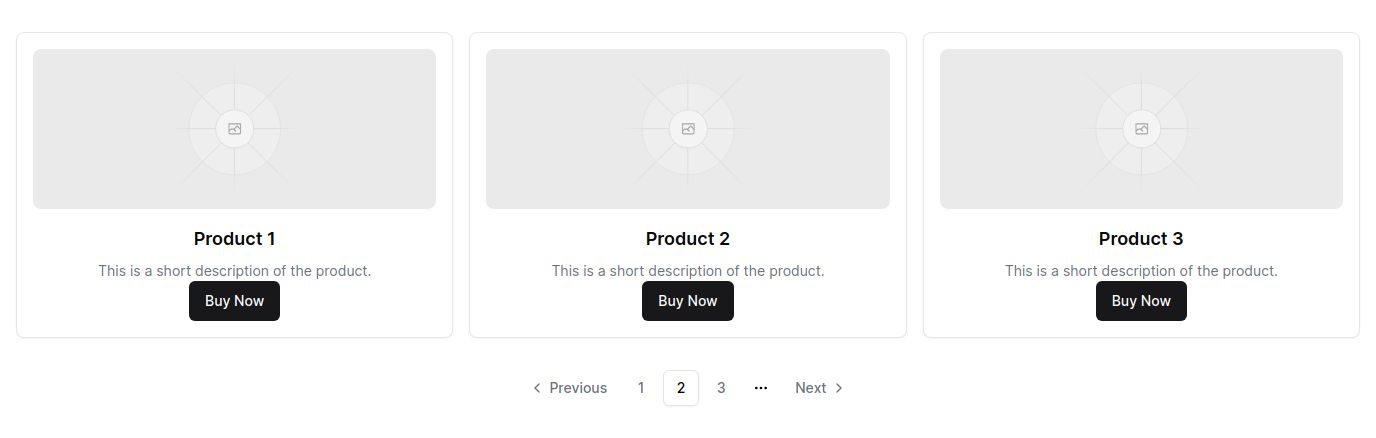 Product 1
This is a short description of the product.
Buy Now
Product 2
This is a short description of the product.
Buy Now
Product 3
This is a short description of the product.
Buy Now
Previous 1 2 3 ... Next